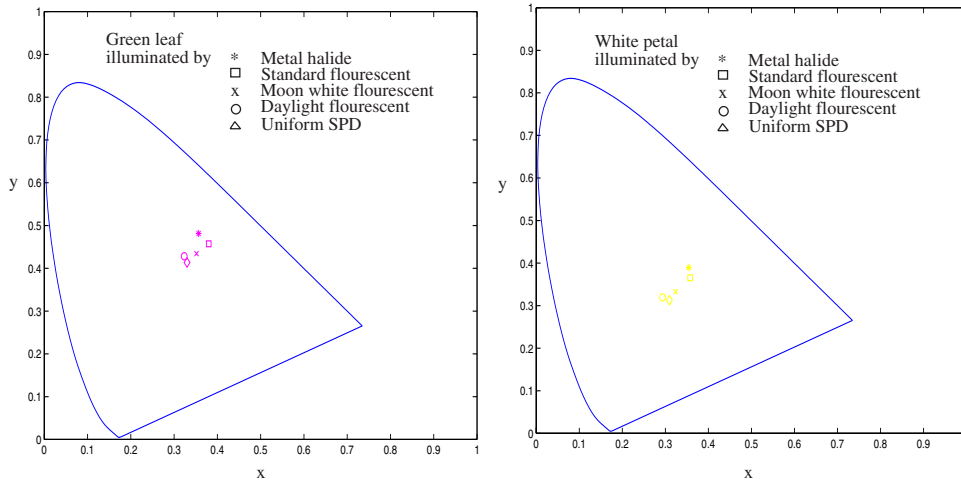 Green leaf
illuminated by
* Metal halide
Standard flourescent
x Moon white flourescent
Daylight flourescent
Uniform SPD
1
0.9
0.8
0.7
0.6
0.5
0.4
0.3
0.2
0.1
0
y
0 0.1 0.2 0.3 0.4 0.5 0.6 0.7 0.8 0.9 1
x
White petal
illuminated by
* Metal halide
Standard flourescent
x Moon white flourescent
Daylight flourescent
Uniform SPD
1
0.9
0.8
0.7
0.6
0.5
0.4
0.3
0.2
0.1
0
y
0 0.1 0.2 0.3 0.4 0.5 0.6 0.7 0.8 0.9
x